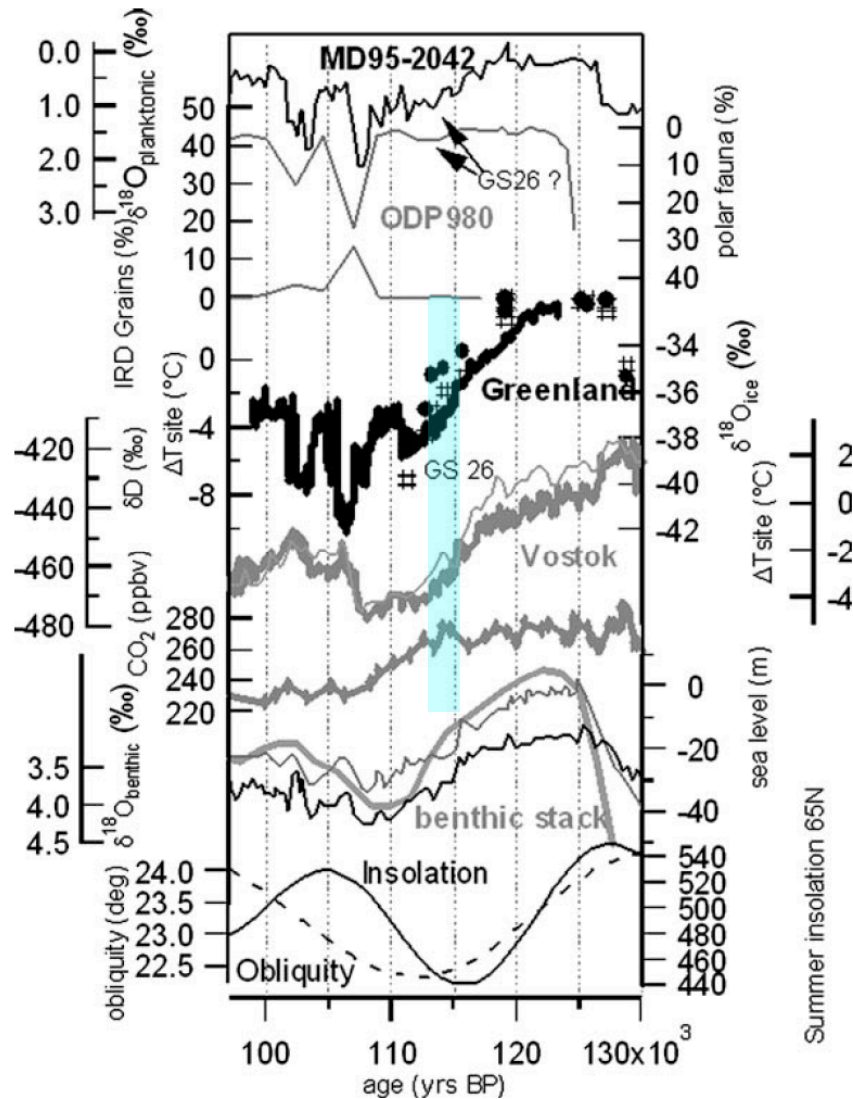 MD95-2042
0.0
1.0
2.0
3.0
δ18Oplanktonic (‰)
50
40
30
20
10
0
IRD Grains (%)
0
10
20
30
40
polar fauna (%)
GS26 ?
ODP980
0
-4
-8
ΔTsite (°C)
-34
-36
-38
-40
-42
δ18Oice (‰)
Greenland
GS 26
-420
-440
-460
-480
δD (‰)
2
0
-2
-4
ΔTsite (°C)
Vostok
280
260
240
220
CO2 (ppbv)
0
-20
-40
sea level (m)
3.5
4.0
4.5
δ18Obenthic (‰)
benthic stack
24.0
23.5
23.0
22.5
obliquity (deg)
Insolation
Obliquity
540
520
500
480
460
440
Summer insolation 65N
100
110
120
130x103
age (yrs BP)